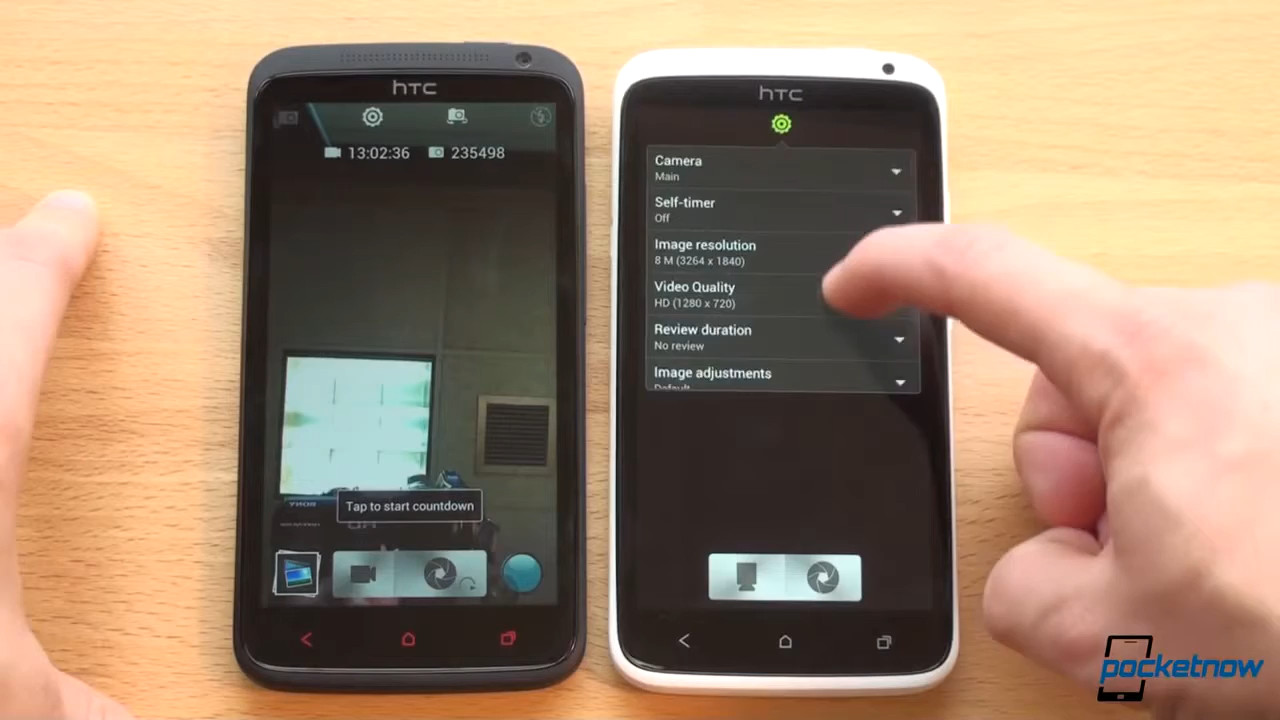 hTC
13:02:36 235498
Tap to start countdown
hTC
Camera
Main
Self-timer
Off
Image resolution
8 M (3264 x 1840)
Video Quality
HD (1280 x 720)
Review duration
No review
Image adjustments
Default
pocketnow